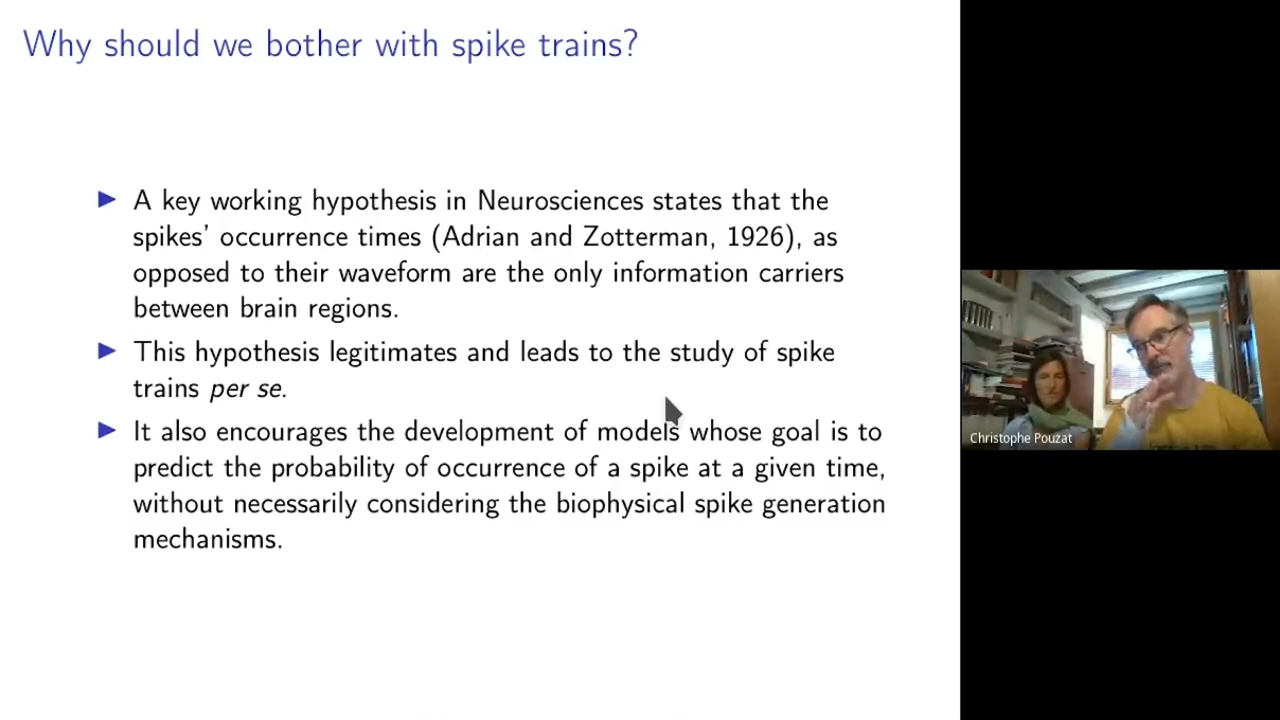 Why should we bother with spike trains?
A key working hypothesis in Neurosciences states that the
spikes' occurrence times (Adrian and Zotterman, 1926), as
opposed to their waveform are the only information carriers
between brain regions.
This hypothesis legitimates and leads to the study of spike
trains per se.
It also encourages the development of models whose goal is to
predict the probability of occurrence of a spike at a given time,
without necessarily considering the biophysical spike generation
mechanisms.
Christophe Pouzat